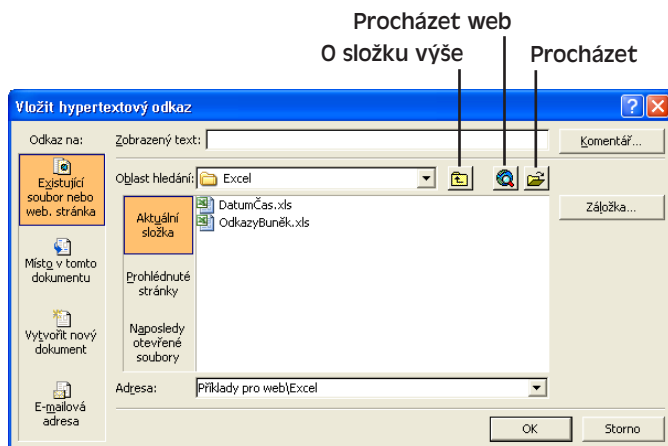 Procházet web
O složku výše
Procházet
Vložit hypertextový odkaz
Odkaz na:
Zobrazený text:
Komentář...
Existující
soubor nebo
web. stránka
Oblast hledání:
Excel
Aktuální
složka
DatumČas.xls
OdkazyBuněk.xls
Záložka...
Místo v tomto
dokumentu
Prohlédnuté
stránky
Vytvořit nový
dokument
Naposledy
otevřené
soubory
E-mailová
adresa
Adresa:
Příklady pro web\Excel
OK
Storno